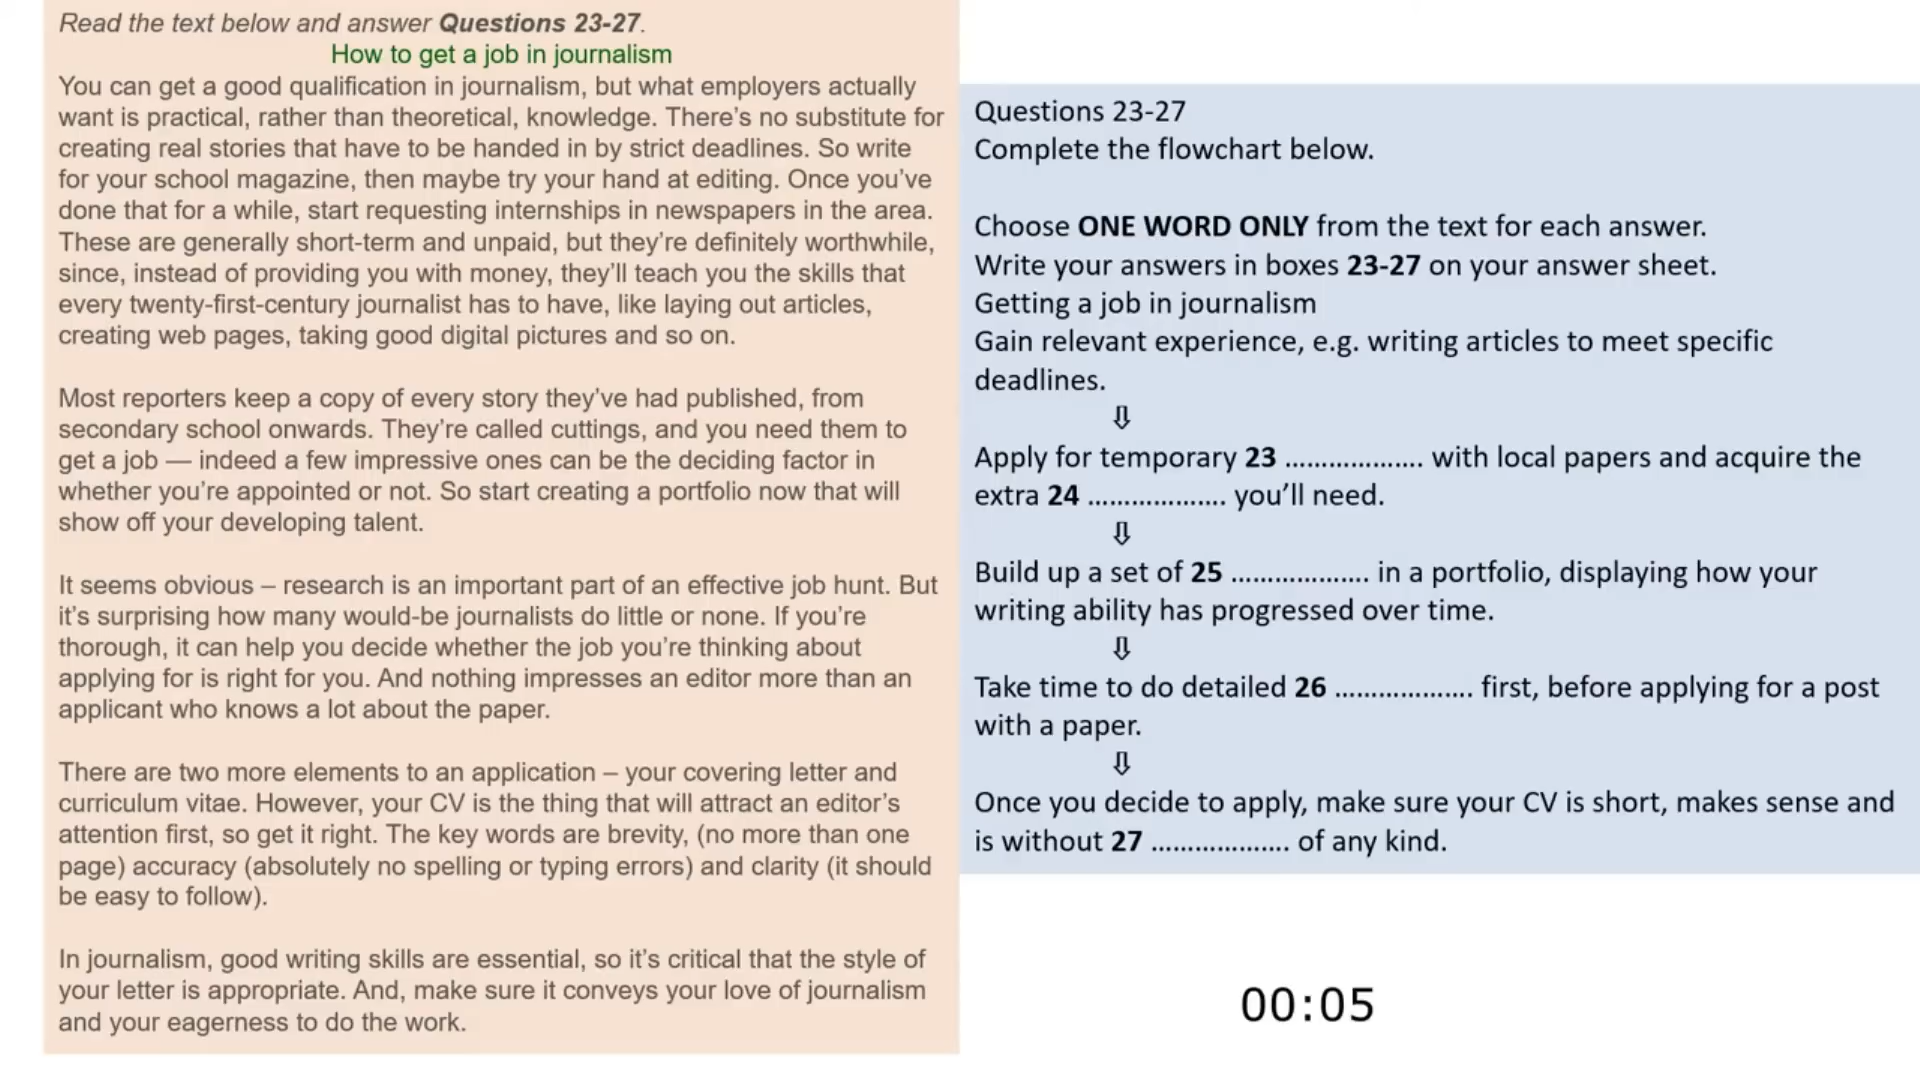 Read the text below and answer Questions 23-27.
How to get a job in journalism
You can get a good qualification in journalism, but what employers actually
want is practical, rather than theoretical, knowledge. There's no substitute for
creating real stories that have to be handed in by strict deadlines. So write
for your school magazine, then maybe try your hand at editing. Once you've
done that for a while, start requesting internships in newspapers in the area.
These are generally short-term and unpaid, but they're definitely worthwhile,
since, instead of providing you with money, they'll teach you the skills that
every twenty-first-century journalist has to have, like laying out articles,
creating web pages, taking good digital pictures and so on.
Most reporters keep a copy of every story they've had published, from
secondary school onwards. They're called cuttings, and you need them to
get a job — indeed a few impressive ones can be the deciding factor in
whether you're appointed or not. So start creating a portfolio now that will
show off your developing talent.
It seems obvious – research is an important part of an effective job hunt. But
it's surprising how many would-be journalists do little or none. If you're
thorough, it can help you decide whether the job you're thinking about
applying for is right for you. And nothing impresses an editor more than an
applicant who knows a lot about the paper.
There are two more elements to an application – your covering letter and
curriculum vitae. However, your CV is the thing that will attract an editor's
attention first, so get it right. The key words are brevity, (no more than one
page) accuracy (absolutely no spelling or typing errors) and clarity (it should
be easy to follow).
In journalism, good writing skills are essential, so it's critical that the style of
your letter is appropriate. And, make sure it conveys your love of journalism
and your eagerness to do the work.
Questions 23-27
Complete the flowchart below.
Choose ONE WORD ONLY from the text for each answer.
Write your answers in boxes 23-27 on your answer sheet.
Getting a job in journalism
Gain relevant experience, e.g. writing articles to meet specific
deadlines.
⇩
Apply for temporary 23 ………………. with local papers and acquire the
extra 24 ………………. you'll need.
⇩
Build up a set of 25 ………………. in a portfolio, displaying how your
writing ability has progressed over time.
⇩
Take time to do detailed 26 ………………. first, before applying for a post
with a paper.
⇩
Once you decide to apply, make sure your CV is short, makes sense and
is without 27 ………………. of any kind.
00:05